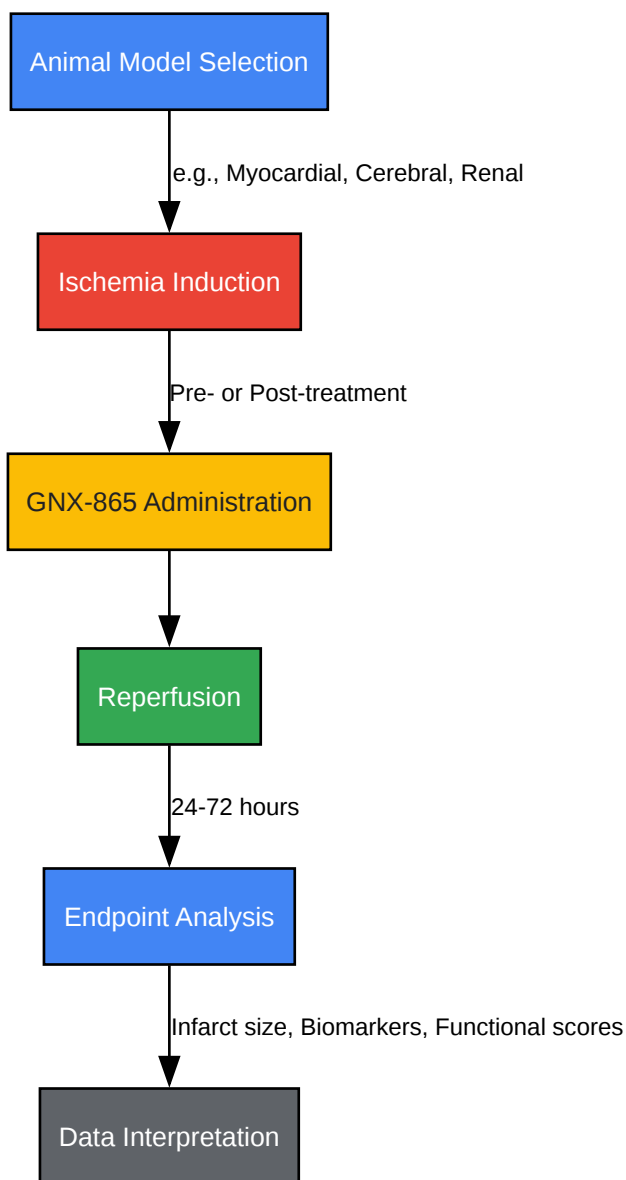 Animal Model Selection
e.g., Myocardial, Cerebral, Renal
Ischemia Induction
Pre- or Post-treatment
GNX-865 Administration
Reperfusion
24-72 hours
Endpoint Analysis
Infarct size, Biomarkers, Functional scores
Data Interpretation